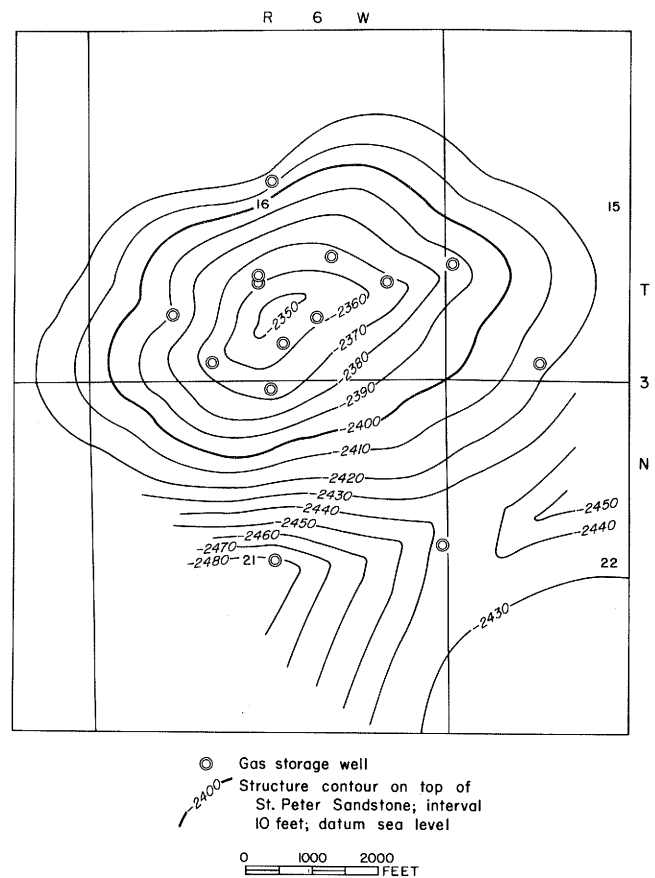 R 6 W
16
15
T
-2350
-2360
-2370
-2380
3
-2390
-2400
-2410
N
-2420
-2430
-2440
-2450
-2450
-2440
-2460
-2470
-2480
21
22
-2430
Gas storage well
-2400
Structure contour on top of
St. Peter Sandstone; interval
10 feet; datum sea level
0 1000 2000
FEET